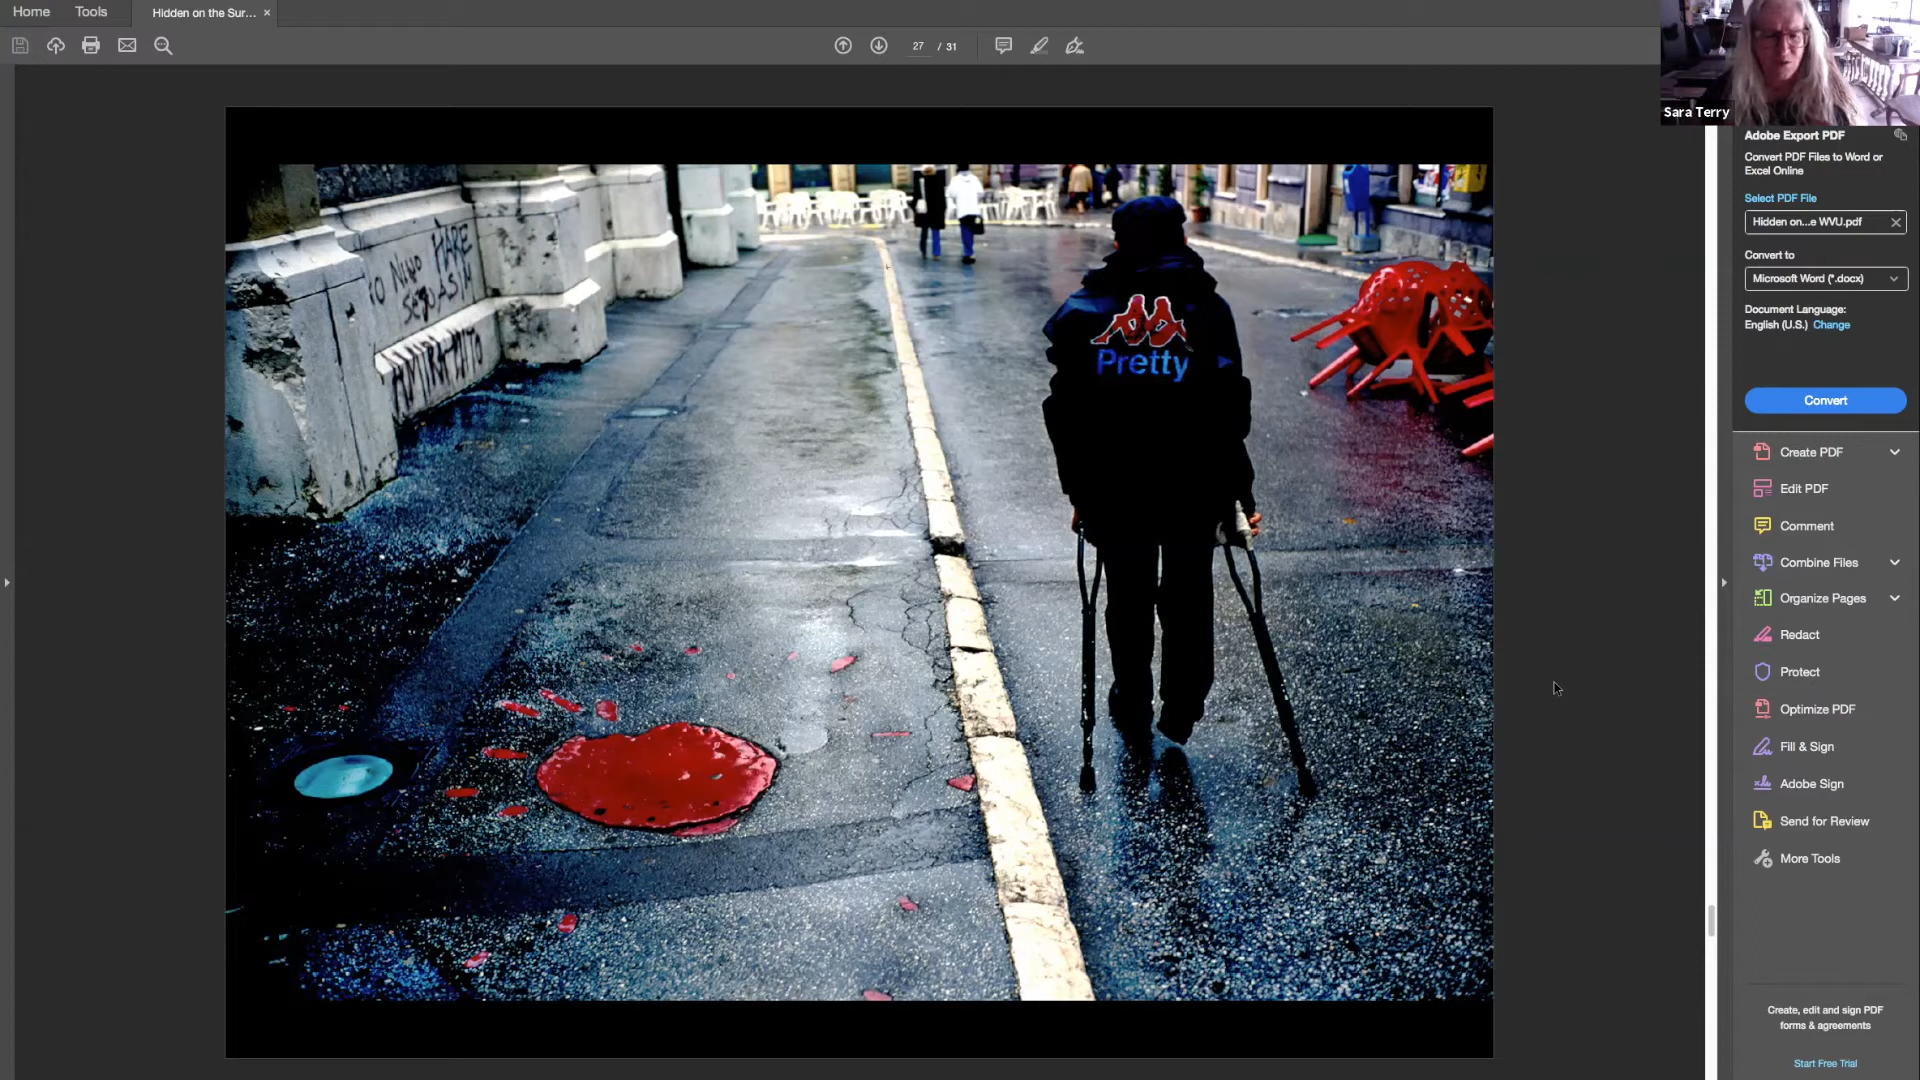 Home
Tools
Hidden on the Sur... ×
27 / 31
Sara Terry
Adobe Export PDF
Convert PDF Files to Word or
Excel Online
Select PDF File
Hidden on...e WVU.pdf
Convert to
Microsoft Word (*.docx)
Document Language:
English (U.S.) Change
Convert
Create PDF
Edit PDF
Comment
Combine Files
Organize Pages
Redact
Protect
Optimize PDF
Fill & Sign
Adobe Sign
Send for Review
More Tools
Create, edit and sign PDF
forms & agreements
Start Free Trial
HARE
NINO
Pretty